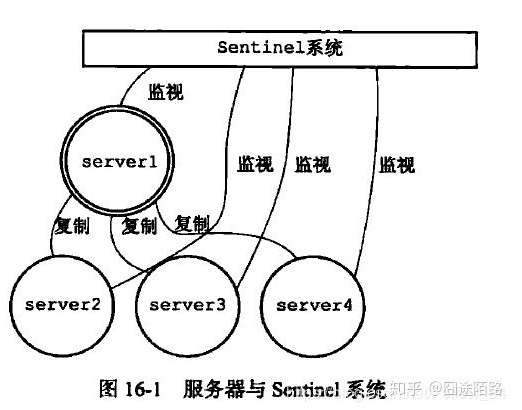 Sentinel系统
监视
server1
监视 监视 监视
复制 复制 复制
server2 server3 server4
图 16-1 服务器与 Sentinel 系统
知乎 @囧途陌路